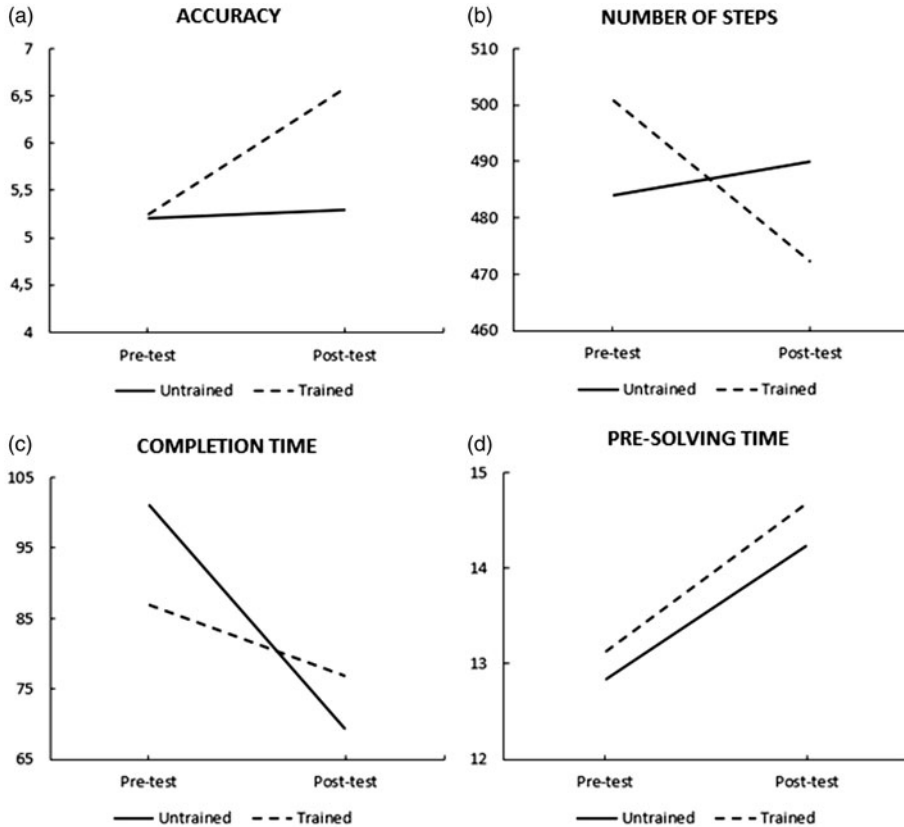 (a)
ACCURACY
7
6,5
6
5,5
5
4,5
4
Pre-test
Post-test
Untrained
Trained
(b)
NUMBER OF STEPS
510
500
490
480
470
460
Pre-test
Post-test
Untrained
Trained
(c)
COMPLETION TIME
105
95
85
75
65
Pre-test
Post-test
Untrained
Trained
(d)
PRE-SOLVING TIME
15
14
13
12
Pre-test
Post-test
Untrained
Trained